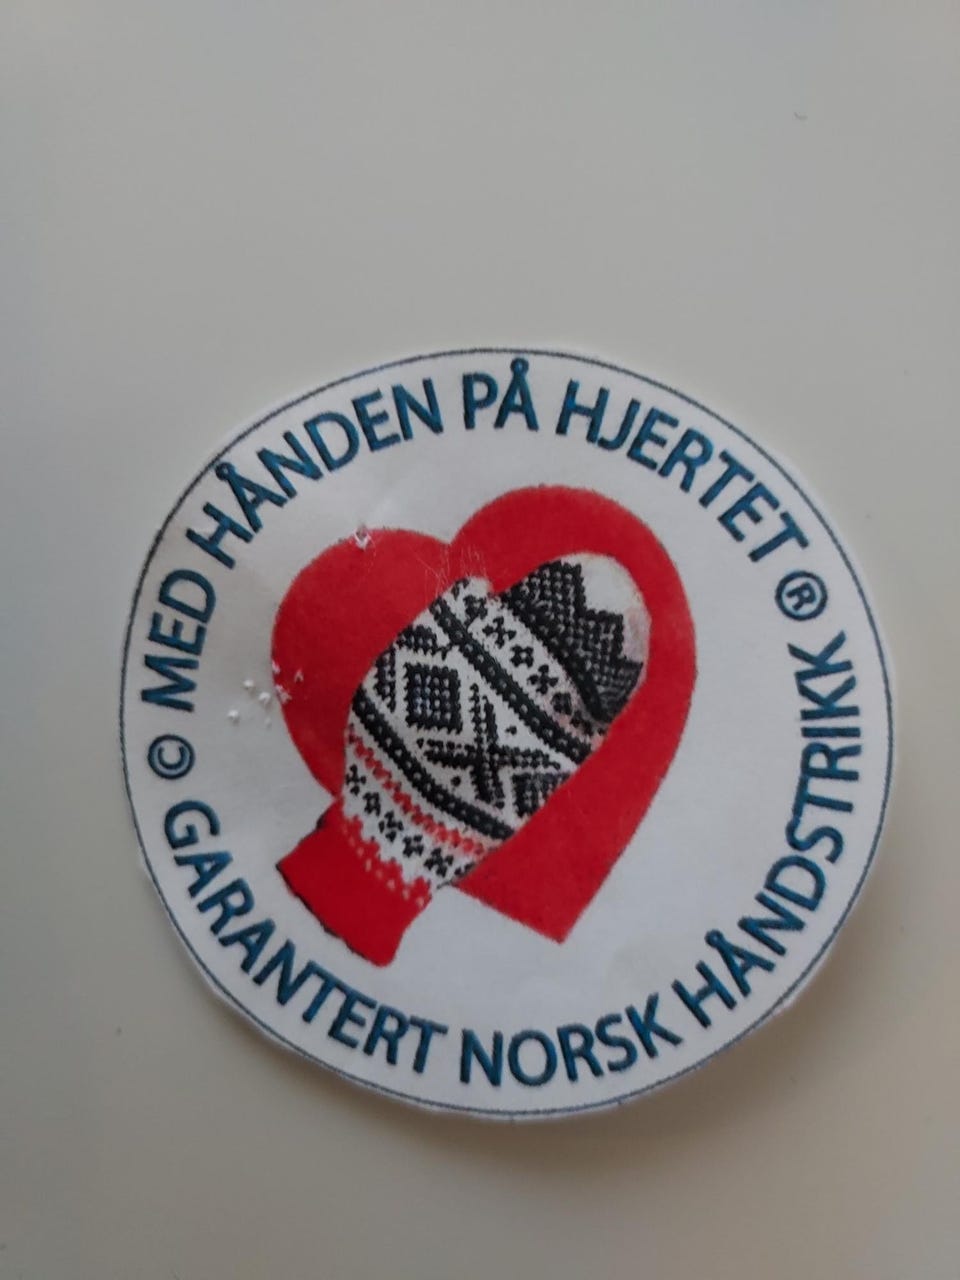 © MED HÅNDEN PÅ HJERTET ®
GARANTERT NORSK HÅNDSTRIKK